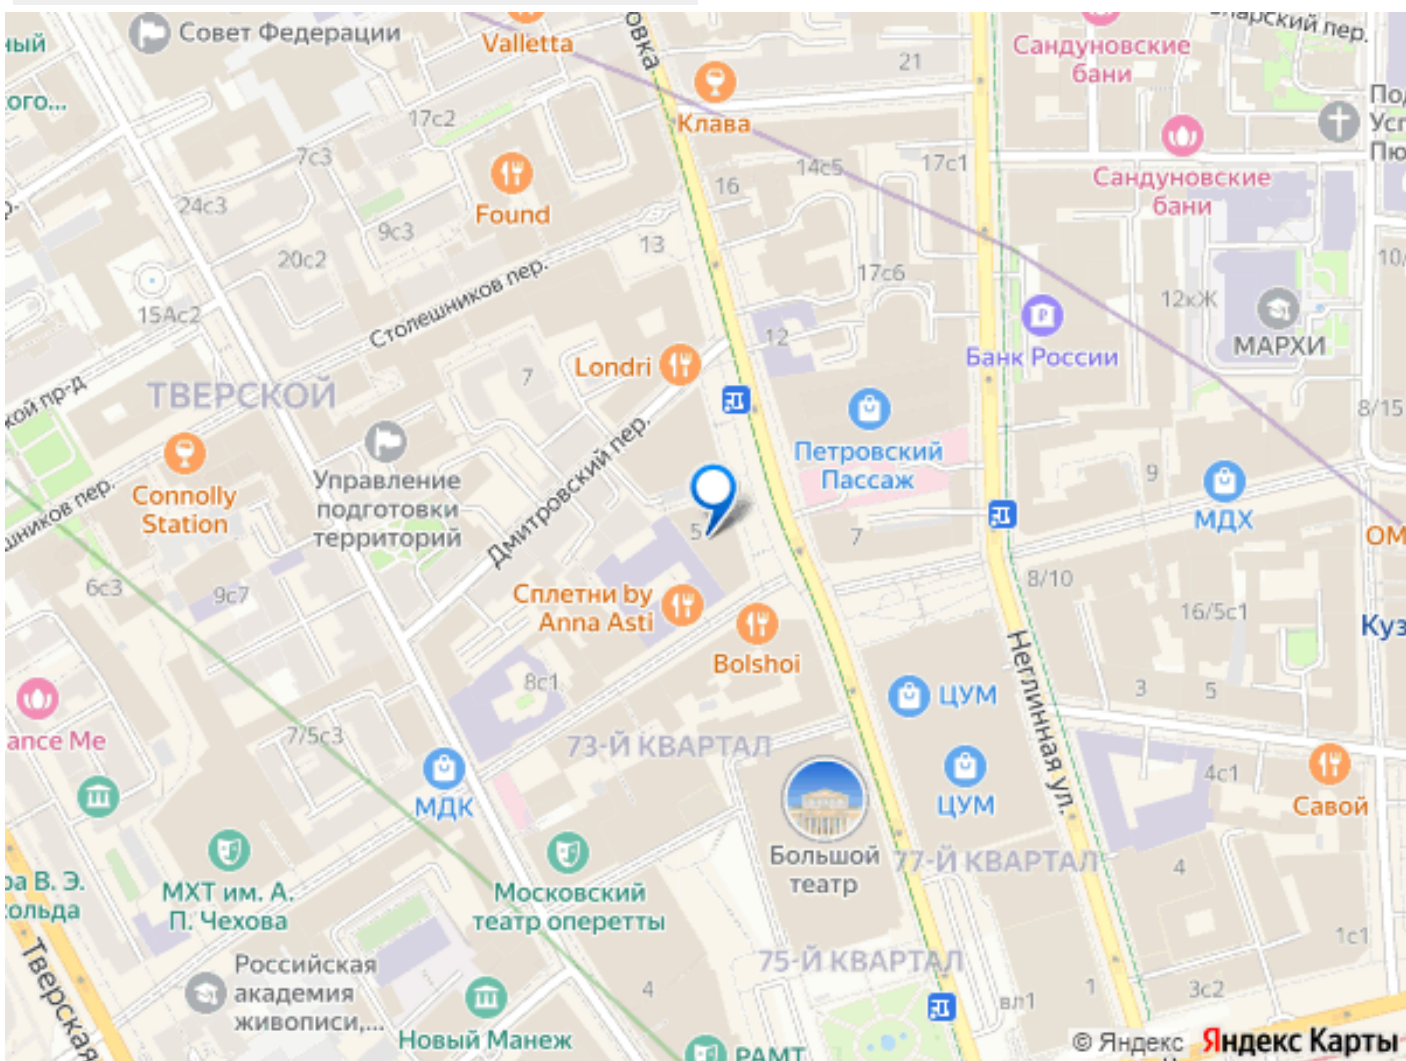 Совет Федерации
Valletta
21
Сандуновские
бани
Клава
17с2
7с3
14с5
17с1
16
Сандуновские
бани
24с3
Found
9с3
13
20с2
17с6
12кЖ
15Ас2
Столешников пер.
12
Банк России
МАРХИ
Londri
7
ТВЕРСКОЙ
8/15
Петровский
Пассаж
Дмитровский пер.
Управление
подготовки
территорий
Connolly
Station
9
МДХ
5
7
6с3
9с7
8/10
Сплетни by
Anna Asti
16/5с1
Bolshoi
Неглинная ул.
8с1
3
5
ЦУМ
7/5с3
73-Й КВАРТАЛ
МДК
ЦУМ
4с1
Савой
Большой
театр
77-Й КВАРТАЛ
4
МХТ им. А.
П. Чехова
Московский
театр оперетты
Тверская
1с1
75-Й КВАРТАЛ
Российская
академия
живописи,...
4
вл1
1
3с2
Новый Манеж
РАМТ
© Яндекс Яндекс Карты